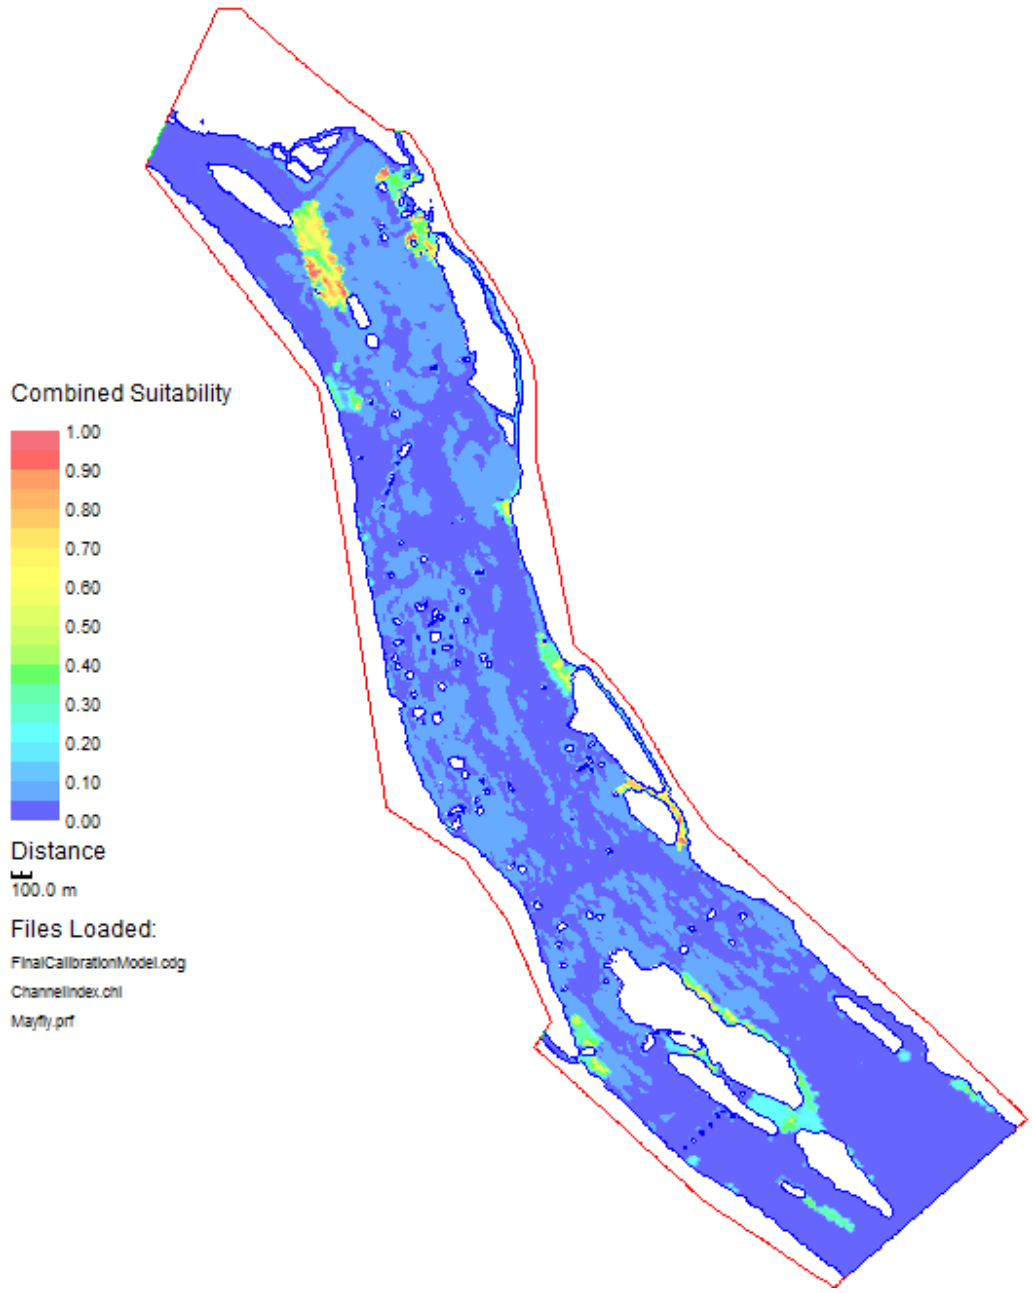 Combined Suitability
1.00
0.90
0.80
0.70
0.60
0.50
0.40
0.30
0.20
0.10
0.00
Distance
100.0 m
Files Loaded:
FinalCalibrationModel.cdg
ChannelIndex.chi
Mayfly.prf